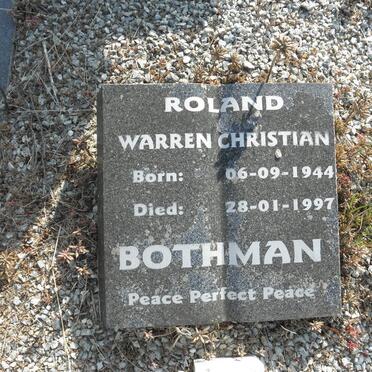 ROLAND
WARREN CHRISTIAN
Born: 06-09-1944
Died: 28-01-1997
BOTHMAN
Peace Perfect Peace